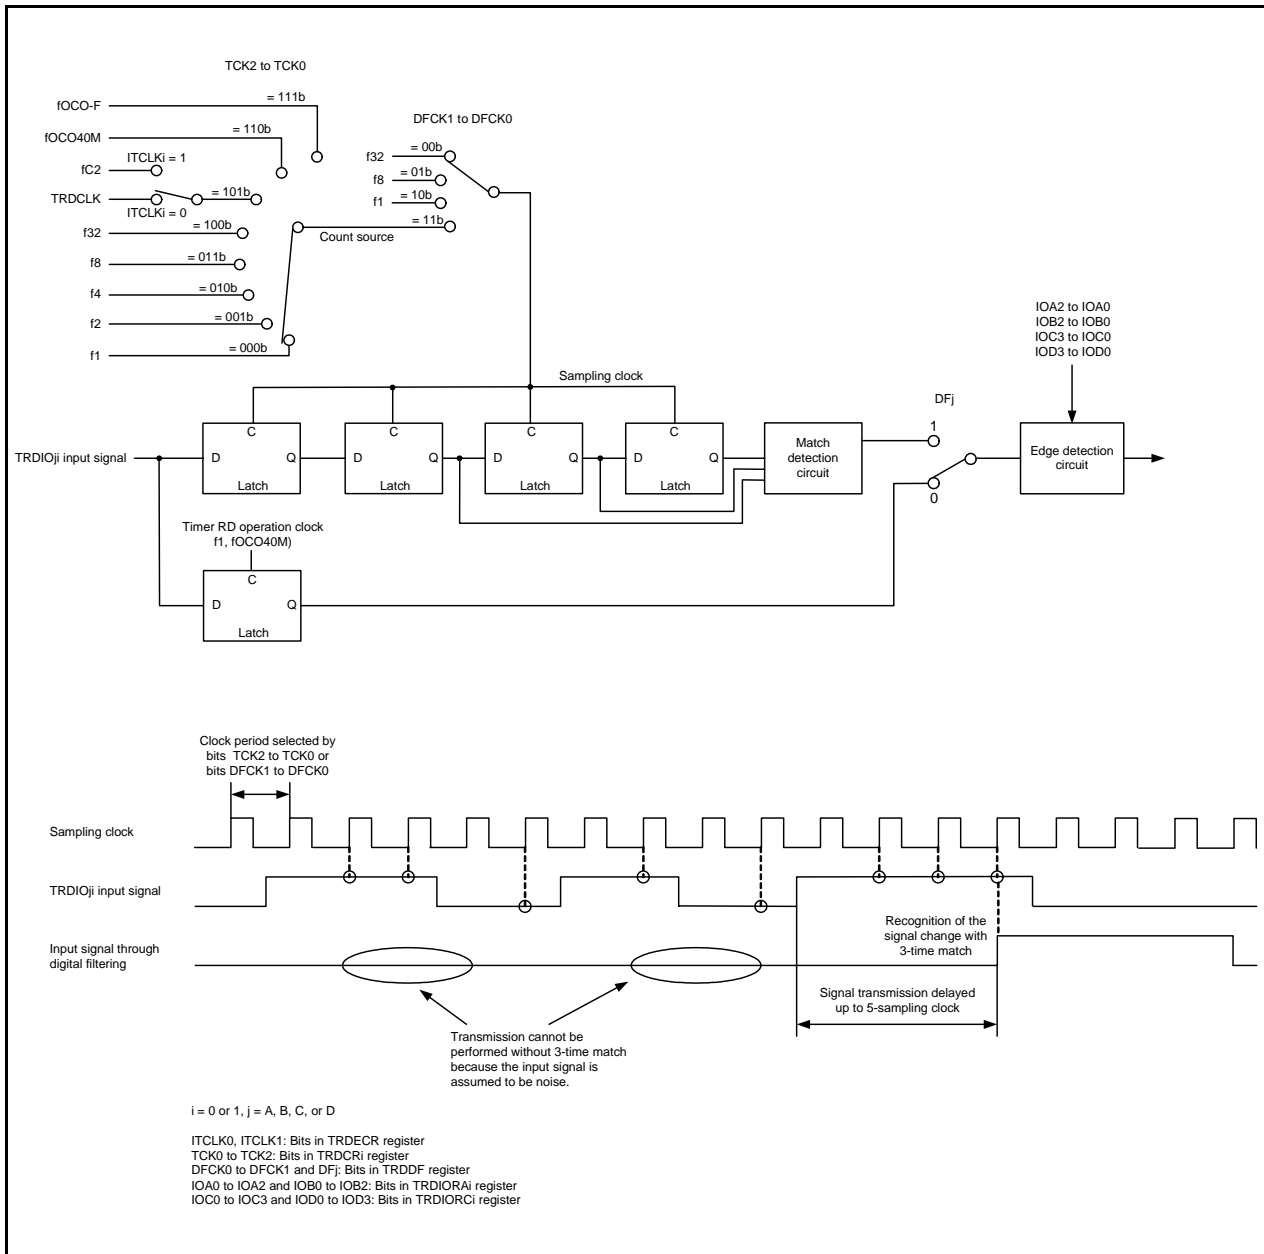 TCK2 to TCK0
fOCO-F
= 111b
DFCK1 to DFCK0
fOCO40M
= 110b
f32
= 00b
fC2
ITCLKi = 1
f8
= 01b
TRDCLK
= 101b
f1
= 10b
ITCLKi = 0
= 11b
f32
= 100b
Count source
f8
= 011b
f4
= 010b
f2
= 001b
f1
= 000b
IOA2 to IOA0
IOB2 to IOB0
IOC3 to IOC0
IOD3 to IOD0
Sampling clock
DFj
C
C
C
C
1
TRDIOji input signal
D
Q
D
Q
D
Q
D
Q
Match
detection
circuit
Edge detection
circuit
Latch
Latch
Latch
Latch
0
Timer RD operation clock
f1, fOCO40M)
C
D
Q
Latch
Clock period selected by
bits TCK2 to TCK0 or
bits DFCK1 to DFCK0
Sampling clock
TRDIOji input signal
Recognition of the
signal change with
3-time match
Input signal through
digital filtering
Signal transmission delayed
up to 5-sampling clock
Transmission cannot be
performed without 3-time match
because the input signal is
assumed to be noise.
i = 0 or 1, j = A, B, C, or D
ITCLK0, ITCLK1: Bits in TRDECR register
TCK0 to TCK2: Bits in TRDCRi register
DFCK0 to DFCK1 and DFj: Bits in TRDDF register
IOA0 to IOA2 and IOB0 to IOB2: Bits in TRDIORAi register
IOC0 to IOC3 and IOD0 to IOD3: Bits in TRDIORCi register